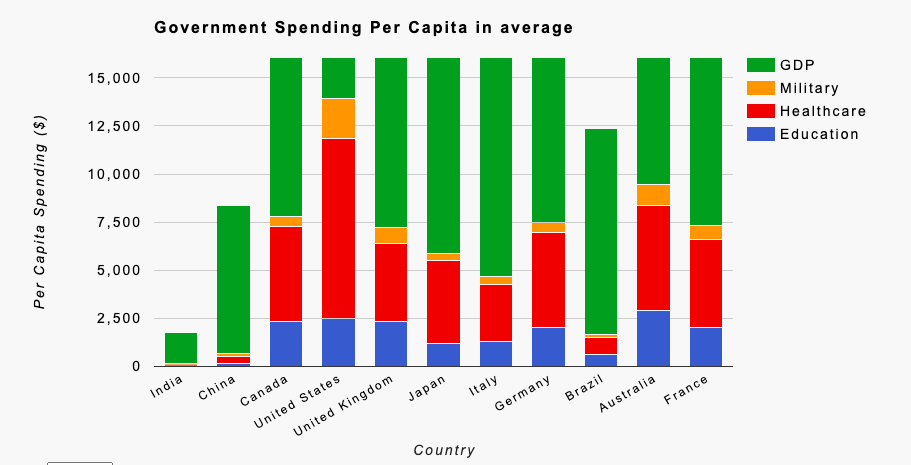 Government Spending Per Capita in average
GDP
Military
Healthcare
Education
Per Capita Spending ($)
15,000
12,500
10,000
7,500
5,000
2,500
0
India
China
Canada
United States
United Kingdom
Japan
Italy
Germany
Brazil
Australia
France
Country